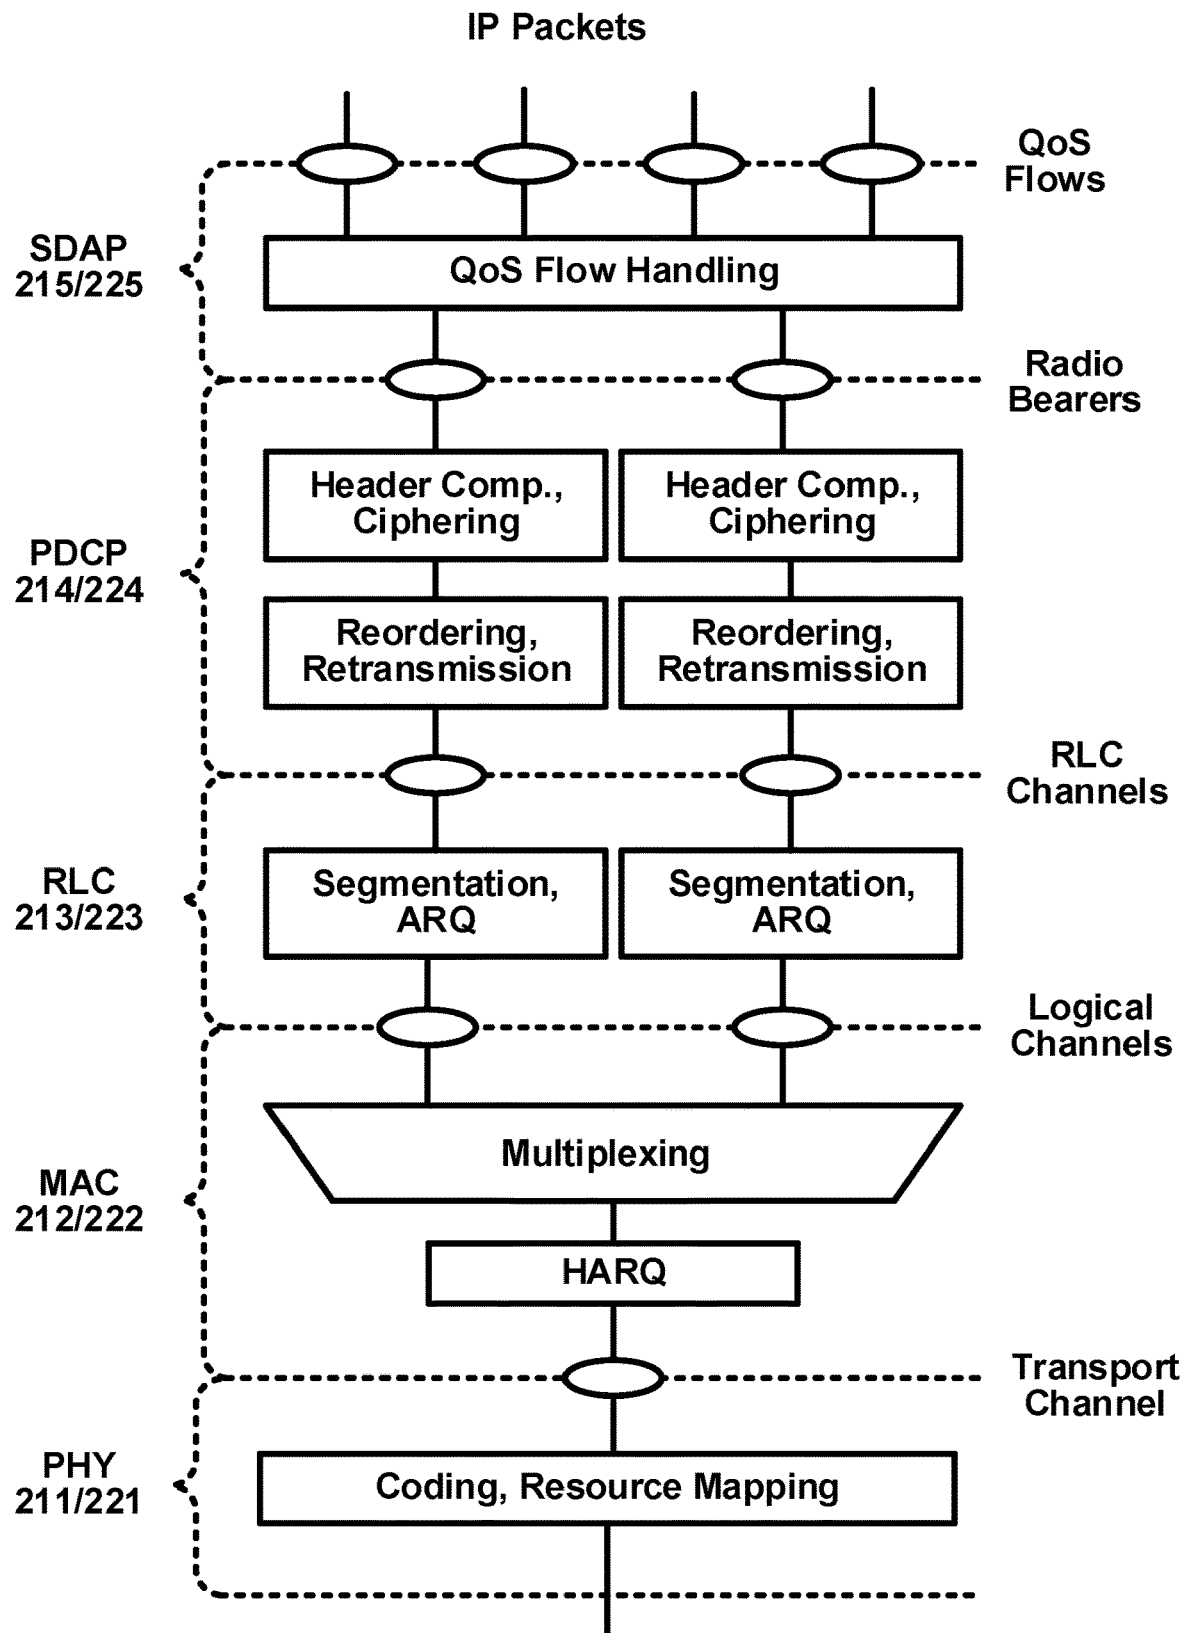 IP Packets
QoS
Flows
SDAP
215/225
QoS Flow Handling
Radio
Bearers
Header Comp.,
Ciphering
Header Comp.,
Ciphering
PDCP
214/224
Reordering,
Retransmission
Reordering,
Retransmission
RLC
Channels
RLC
213/223
Segmentation,
ARQ
Segmentation,
ARQ
Logical
Channels
Multiplexing
MAC
212/222
HARQ
Transport
Channel
PHY
211/221
Coding, Resource Mapping